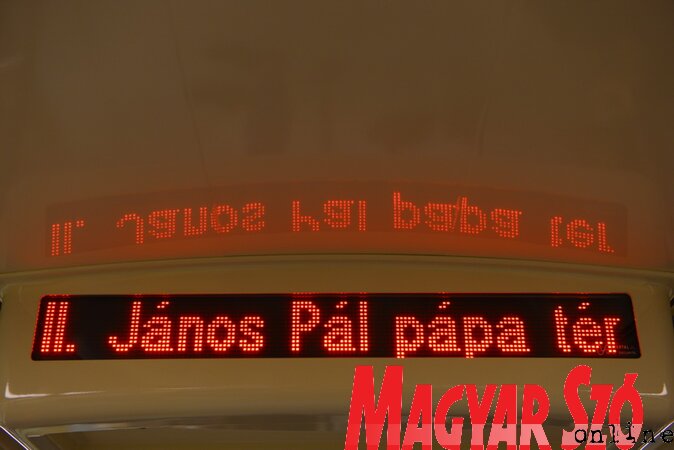 II. János Pál pápa tér
MAGYAR SZÓ
online